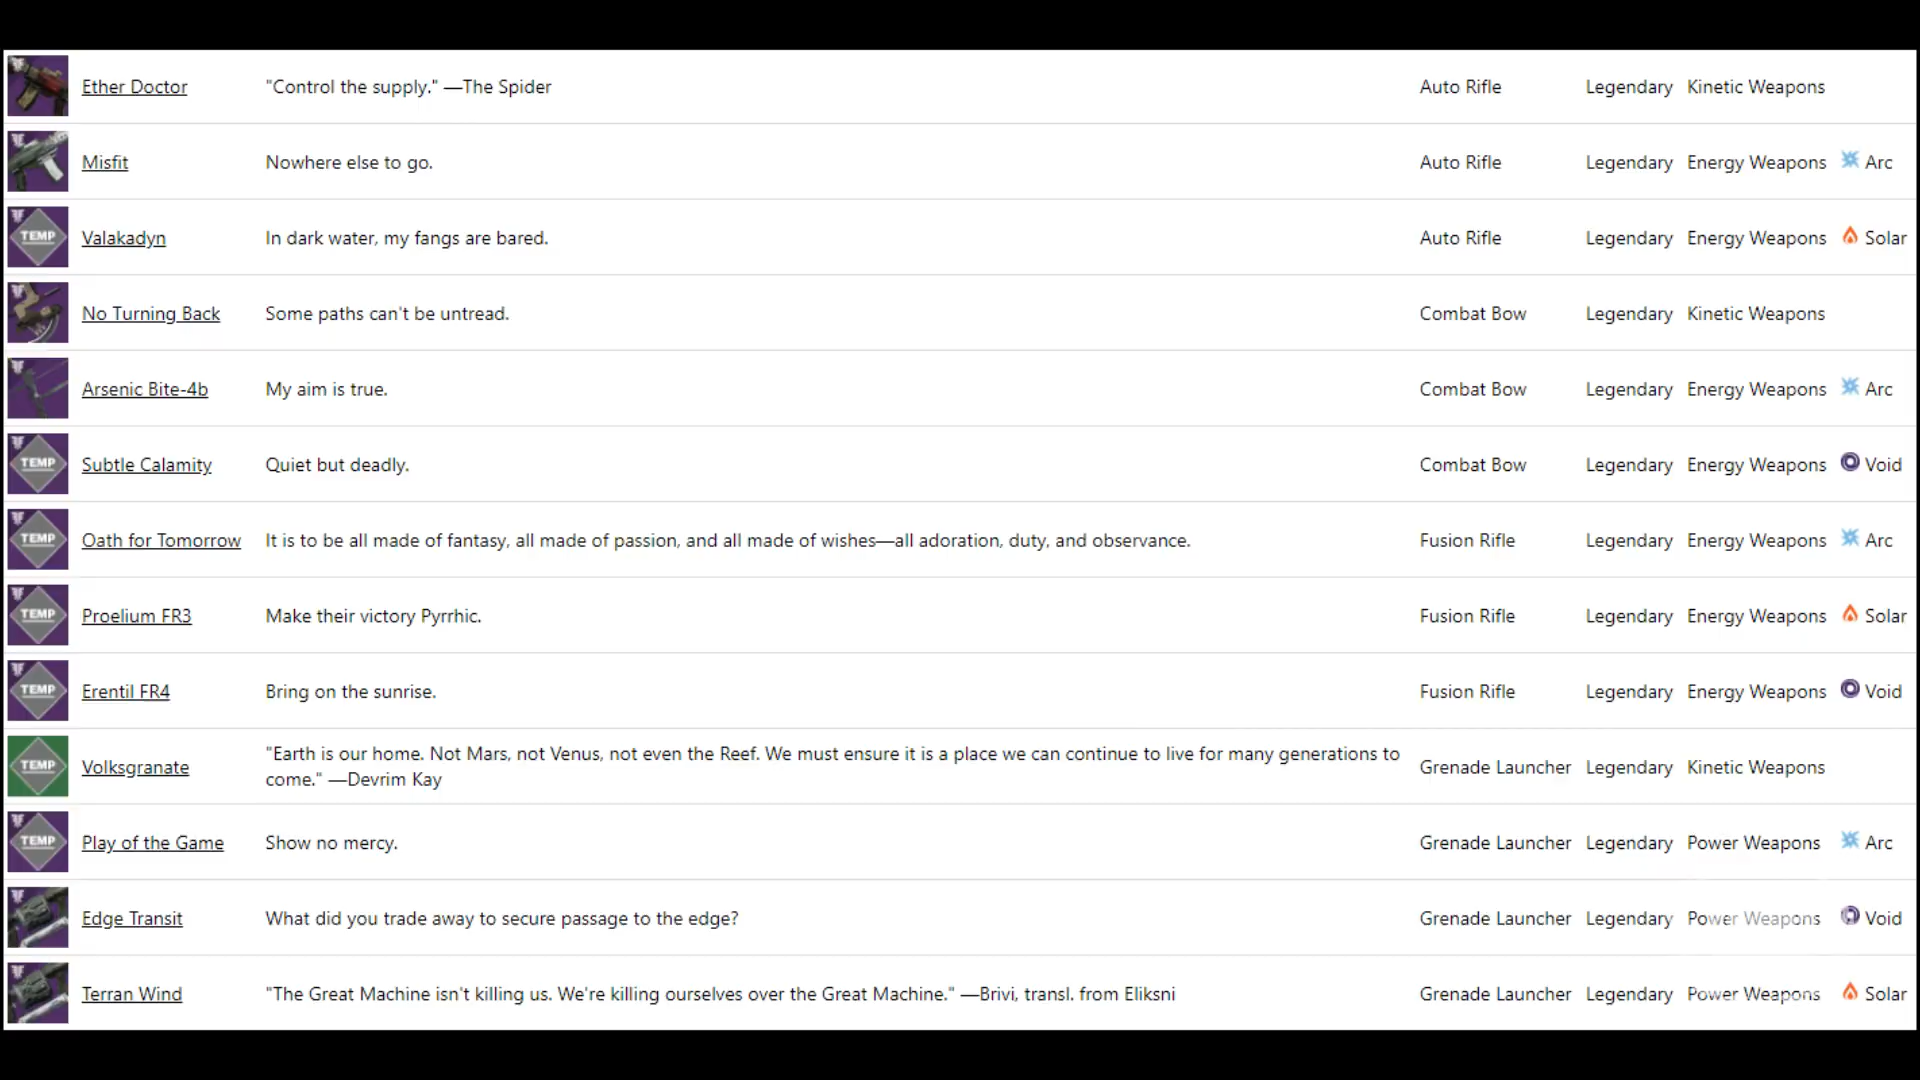 Ether Doctor "Control the supply." —The Spider Auto Rifle Legendary Kinetic Weapons
Misfit Nowhere else to go. Auto Rifle Legendary Energy Weapons Arc
TEMP Valakadyn In dark water, my fangs are bared. Auto Rifle Legendary Energy Weapons Solar
No Turning Back Some paths can't be untread. Combat Bow Legendary Kinetic Weapons
Arsenic Bite-4b My aim is true. Combat Bow Legendary Energy Weapons Arc
TEMP Subtle Calamity Quiet but deadly. Combat Bow Legendary Energy Weapons Void
TEMP Oath for Tomorrow It is to be all made of fantasy, all made of passion, and all made of wishes—all adoration, duty, and observance. Fusion Rifle Legendary Energy Weapons Arc
TEMP Proelium FR3 Make their victory Pyrrhic. Fusion Rifle Legendary Energy Weapons Solar
TEMP Erentil FR4 Bring on the sunrise. Fusion Rifle Legendary Energy Weapons Void
"Earth is our home. Not Mars, not Venus, not even the Reef. We must ensure it is a place we can continue to live for many generations to
TEMP Volksgranate come." —Devrim Kay Grenade Launcher Legendary Kinetic Weapons
TEMP Play of the Game Show no mercy. Grenade Launcher Legendary Power Weapons Arc
Edge Transit What did you trade away to secure passage to the edge? Grenade Launcher Legendary Power Weapons Void
Terran Wind "The Great Machine isn't killing us. We're killing ourselves over the Great Machine." —Brivi, transl. from Eliksni Grenade Launcher Legendary Power Weapons Solar